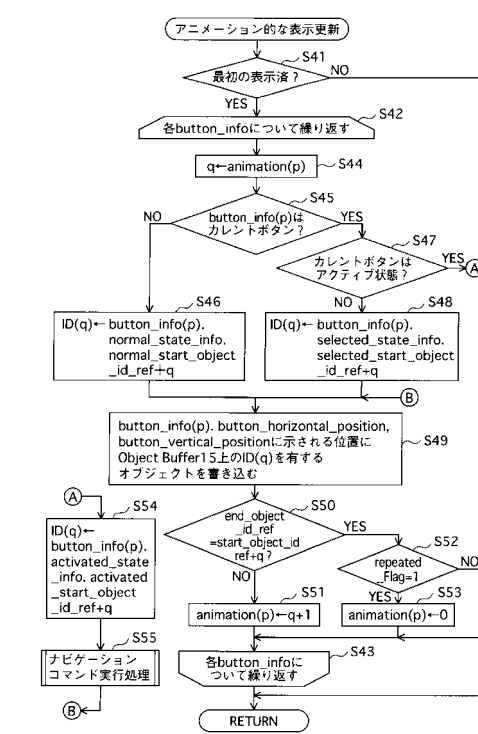 アニメーション的な表示更新
S41
最初の表示済？
NO
YES
S42
各button_infoについて繰り返す
q←animation(p)
S44
S45
NO
button_info(p)は
カレントボタン？
YES
S47
カレントボタンは
アクティブ状態？
YES
A
NO
S46
ID(q)← button_info(p).
normal_state_info.
normal_start_object
_id_ref+q
S48
ID(q)← button_info(p).
selected_state_info.
selected_start_object
_id_ref+q
B
button_info(p). button_horizontal_position,
button_vertical_positionに示される位置に
Object Buffer15上のID(q)を有する
オブジェクトを書き込む
S49
A
S54
ID(q)←
button_info(p).
activated_state
_info. activated
_start_object
_id_ref+q
S55
ナビゲーション
コマンド実行処理
B
S50
end_object
_id_ref
=start_object_id
ref+q？
YES
NO
S52
repeated
_Flag=1
NO
YES
S51
animation(p)←q+1
S53
animation(p)←0
S43
各button_infoに
ついて繰り返す
RETURN